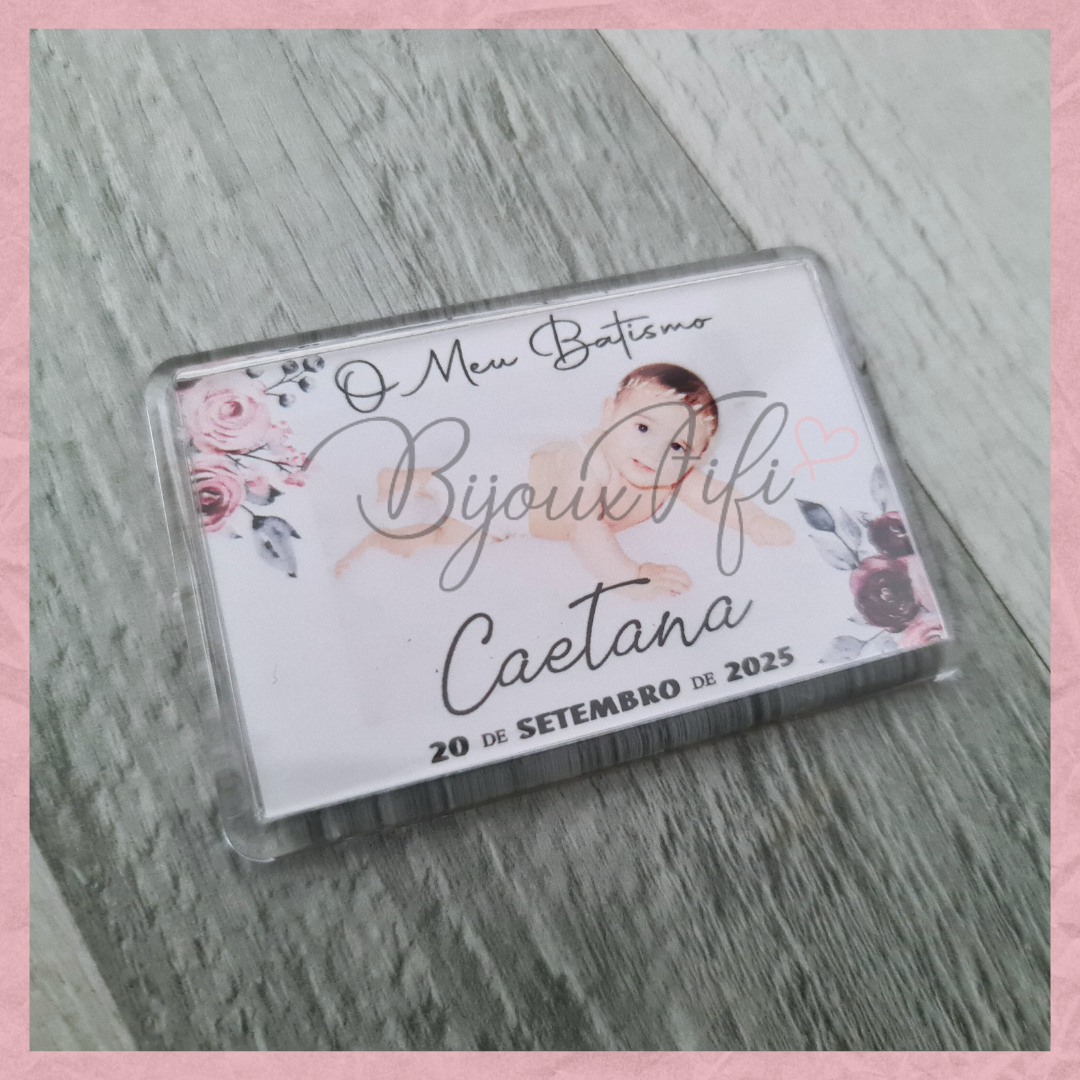 O Meu Batismo
BijouxFifi
Caetana
20 DE SETEMBRO DE 2025